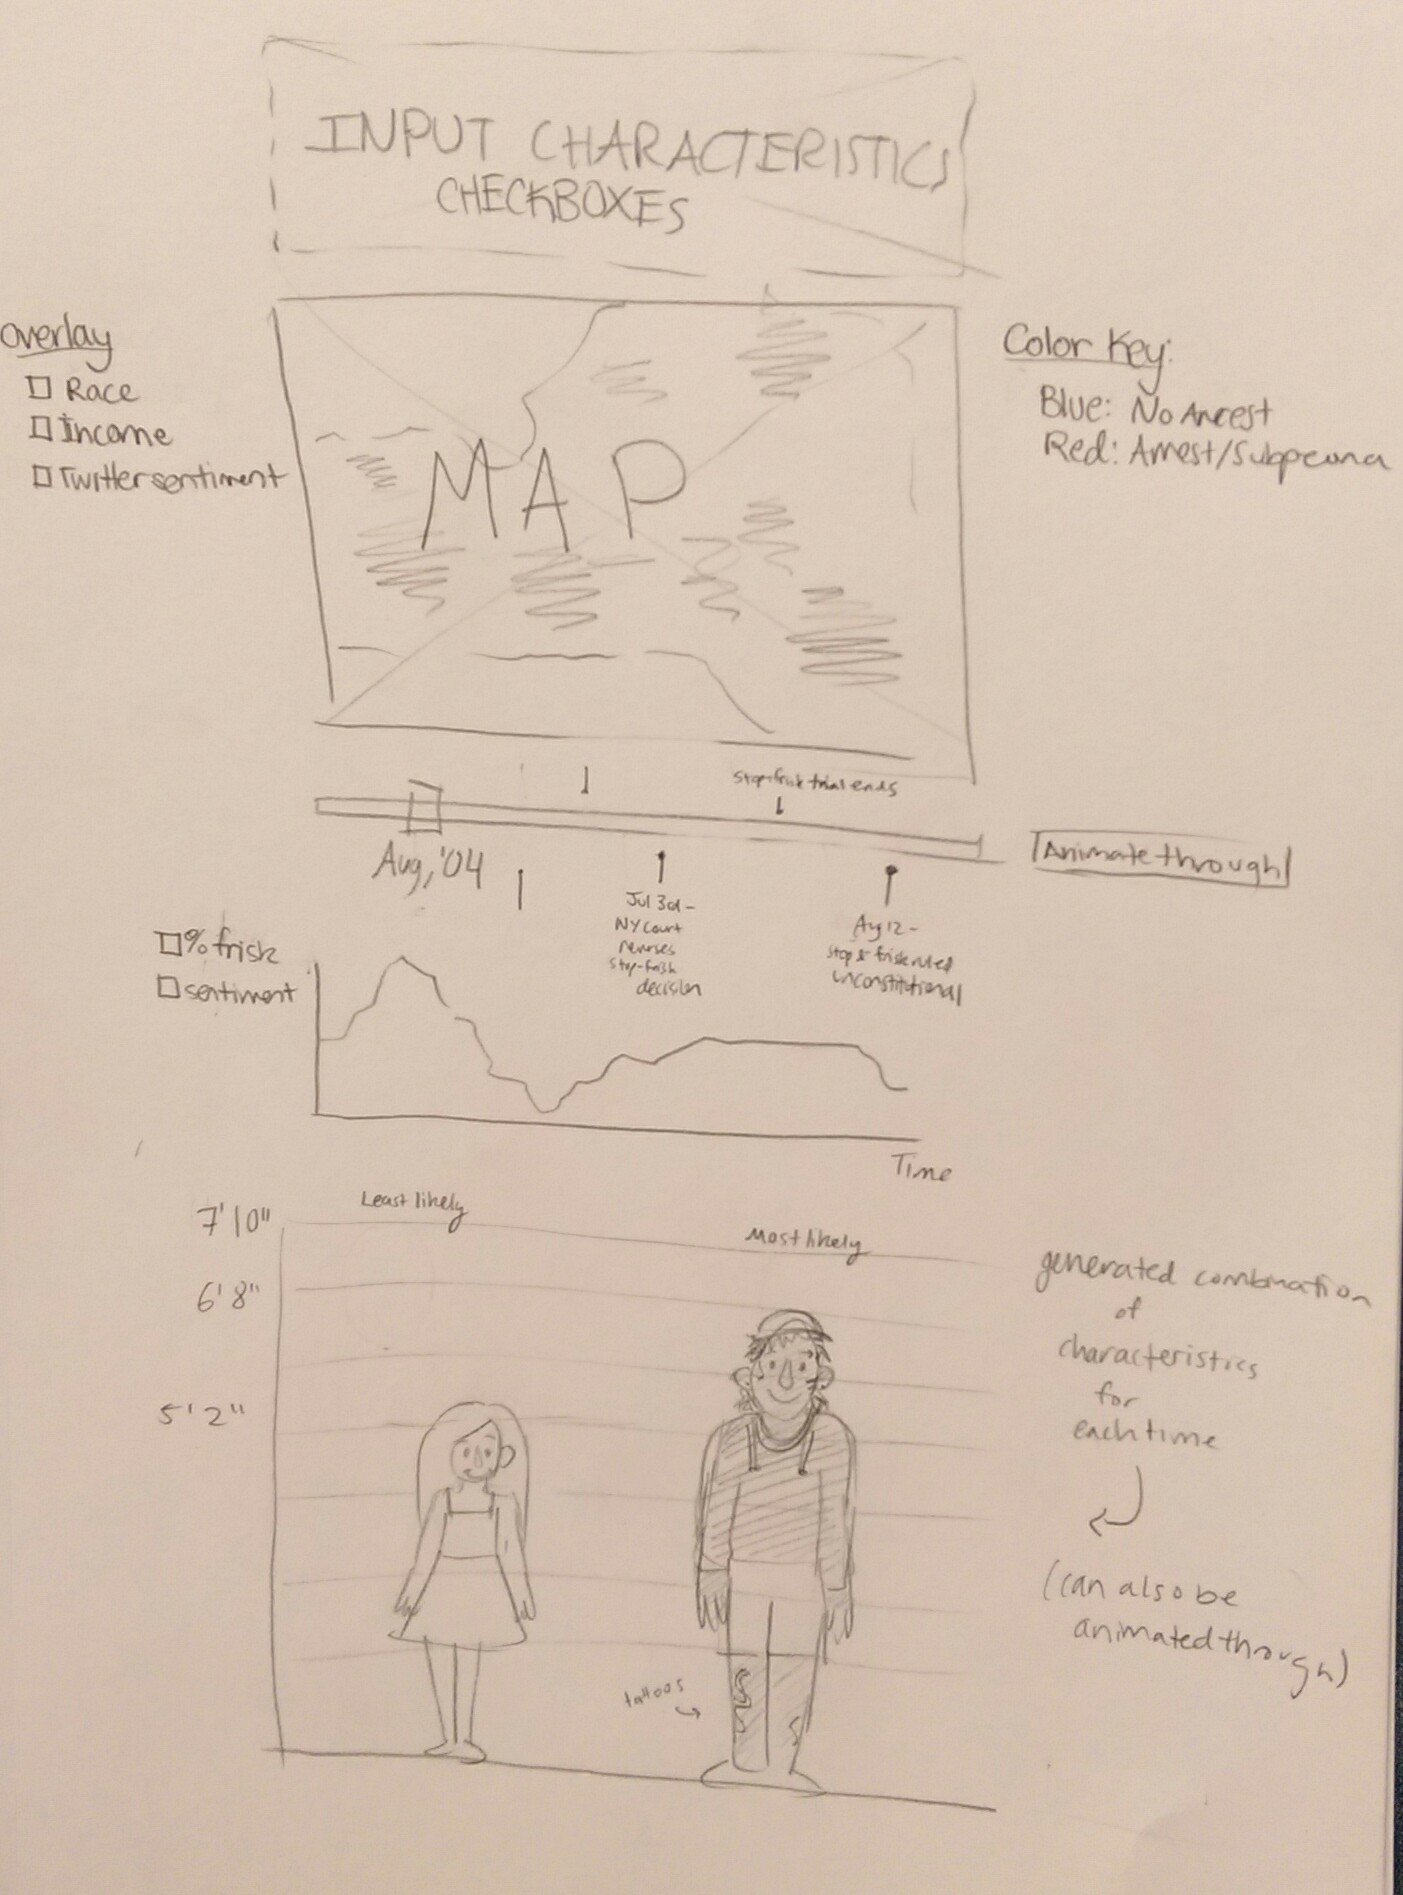 INPUT CHARACTERISTICS
CHECKBOXES
Overlay
Race
Income
Twitter sentiment
MAP
Color Key:
Blue: No Arrest
Red: Arrest/Subpeona
Stop+frisk trial ends
Aug, '04
Animate through
Jul 30th -
NY Court
reverses
stop-frisk
decision
Aug 12 -
stop & frisk ruled
unconstitutional
% frisk
sentiment
Time
Least likely
Most likely
7'10"
6'8"
5'2"
generated combination
of
characteristics
for
each time
(can also be
animated through)
tattoos